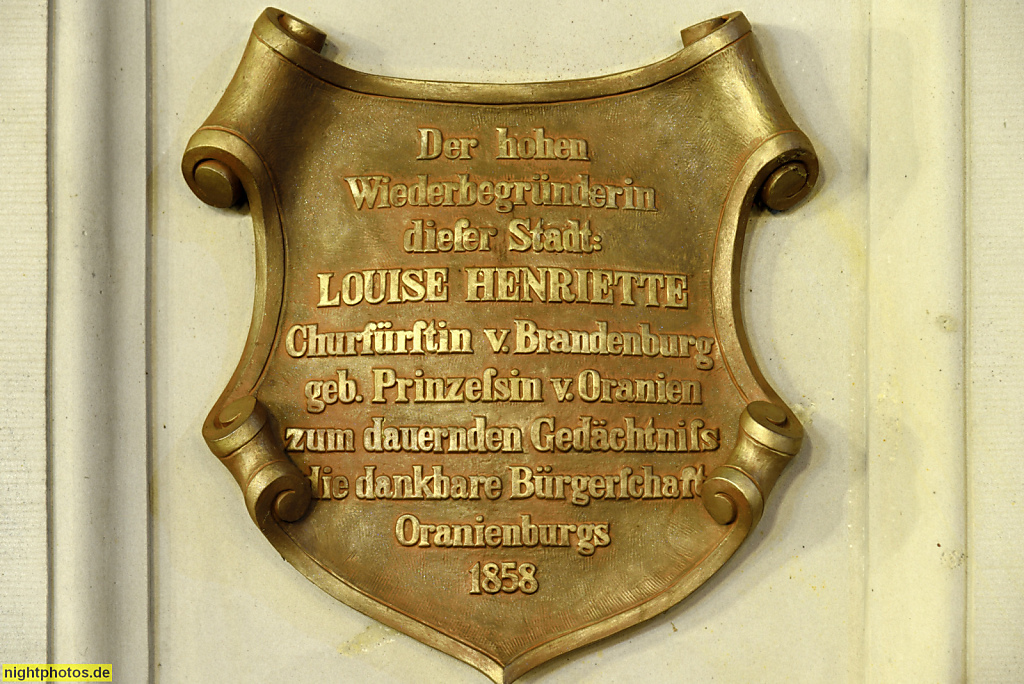 Der hohen
Wiederbegründerin
dieſer Stadt:
LOUISE HENRIETTE
Churfürſtin v. Brandenburg
geb. Prinzeſsin v. Oranien
zum dauernden Gedächtniſs
die dankbare Bürgerſchaft
Oranienburgs
1858
nightphotos.de